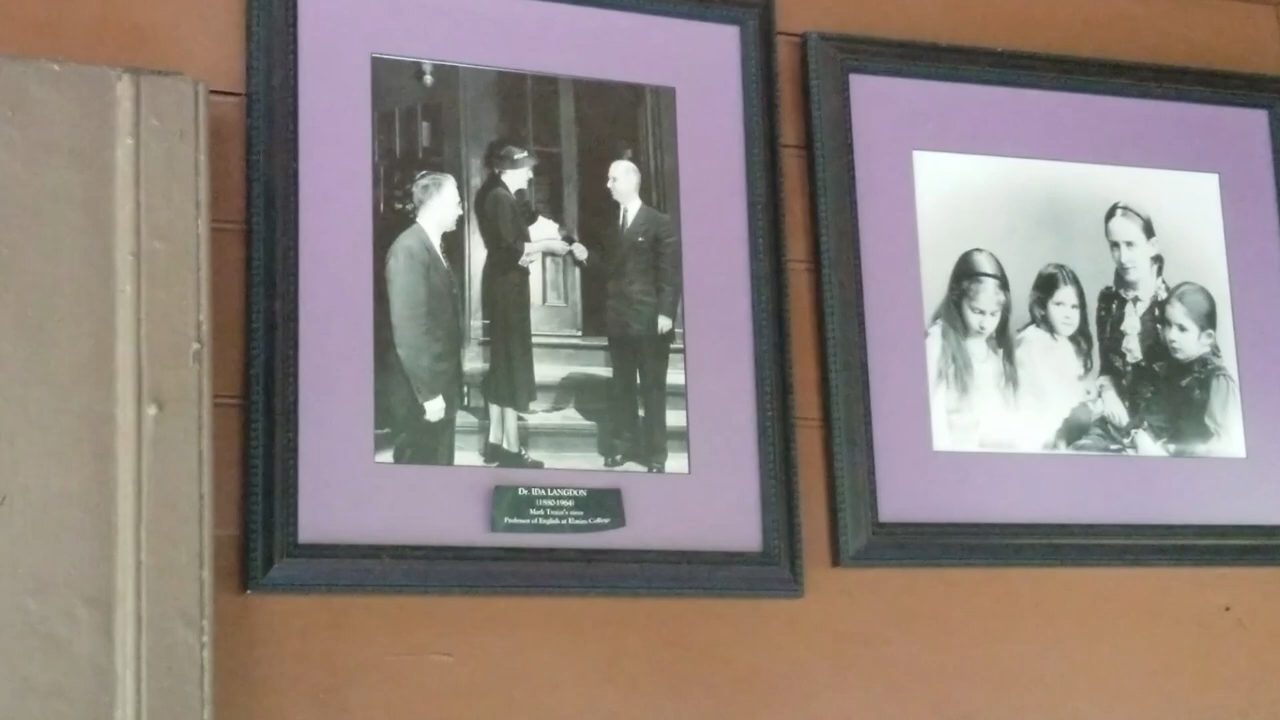 Dr. IDA LANGDON
(1880-1964)
Mark Twain's niece
Professor of English at Elmira College